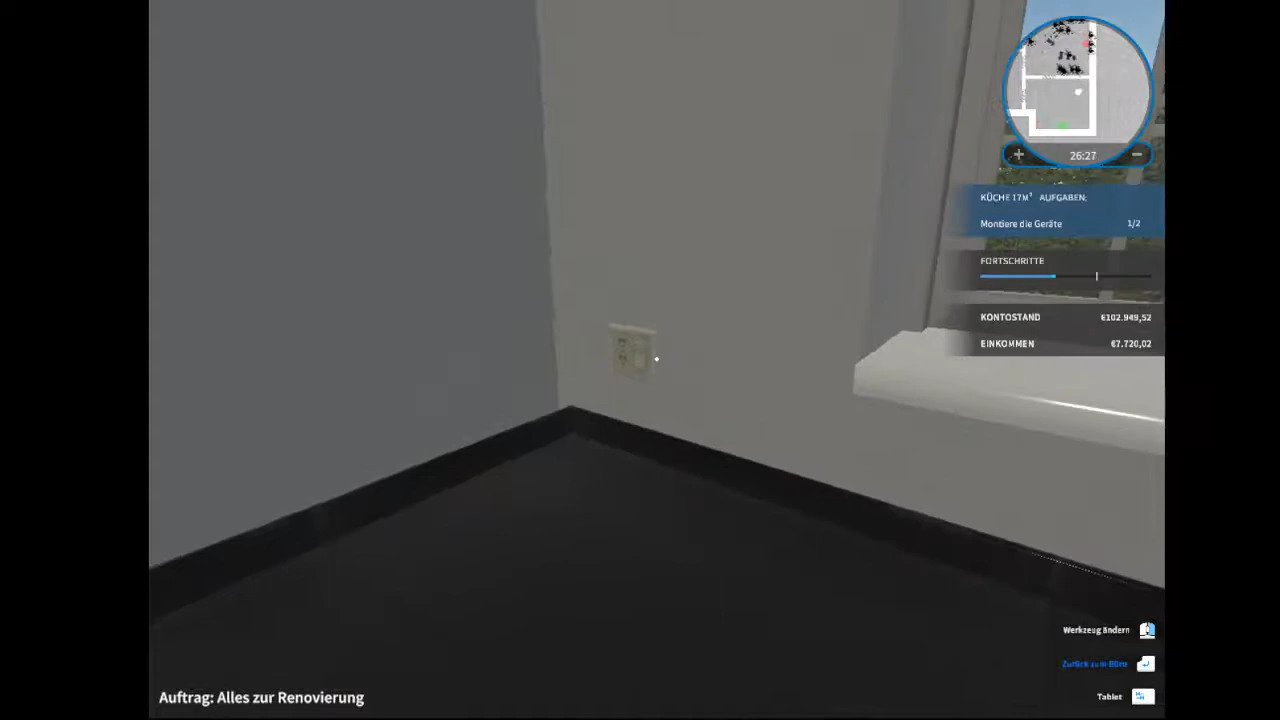 26:27
KÜCHE 17M² AUFGABEN:
Montiere die Geräte 1/2
FORTSCHRITTE
KONTOSTAND €102.949,52
EINKOMMEN €7.720,02
Werkzeug ändern
Zurück zum Büro
Tablet
Auftrag: Alles zur Renovierung